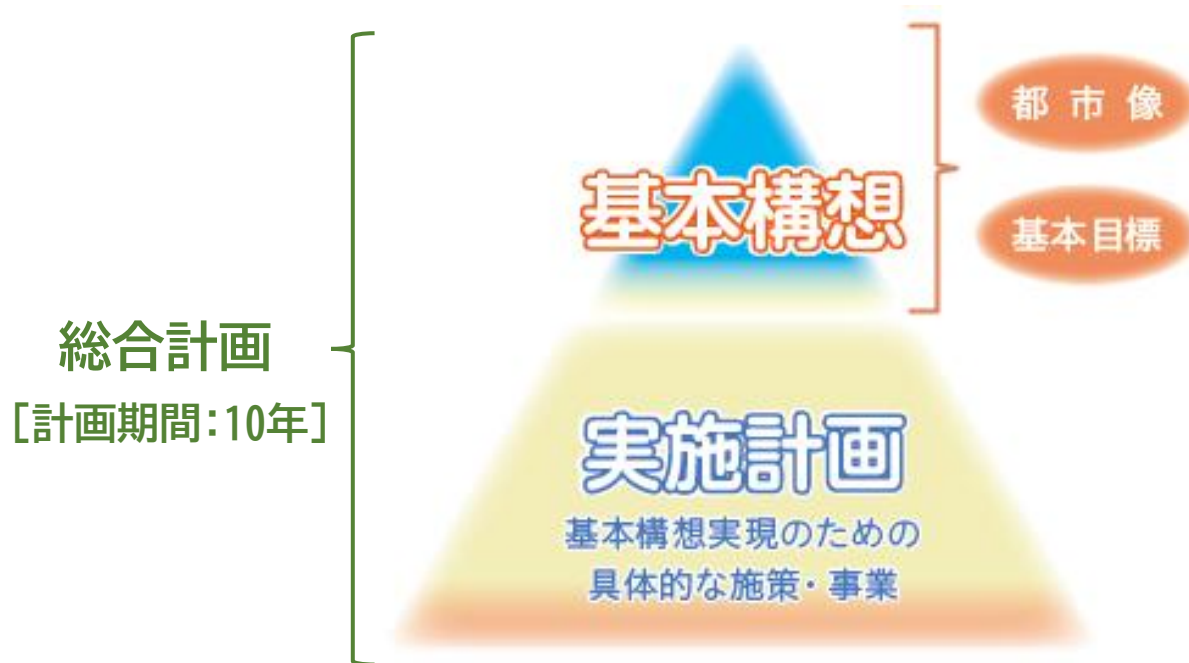 総合計画
[計画期間:10年]
基本構想
都市像
基本目標
実施計画
基本構想実現のための
具体的な施策・事業